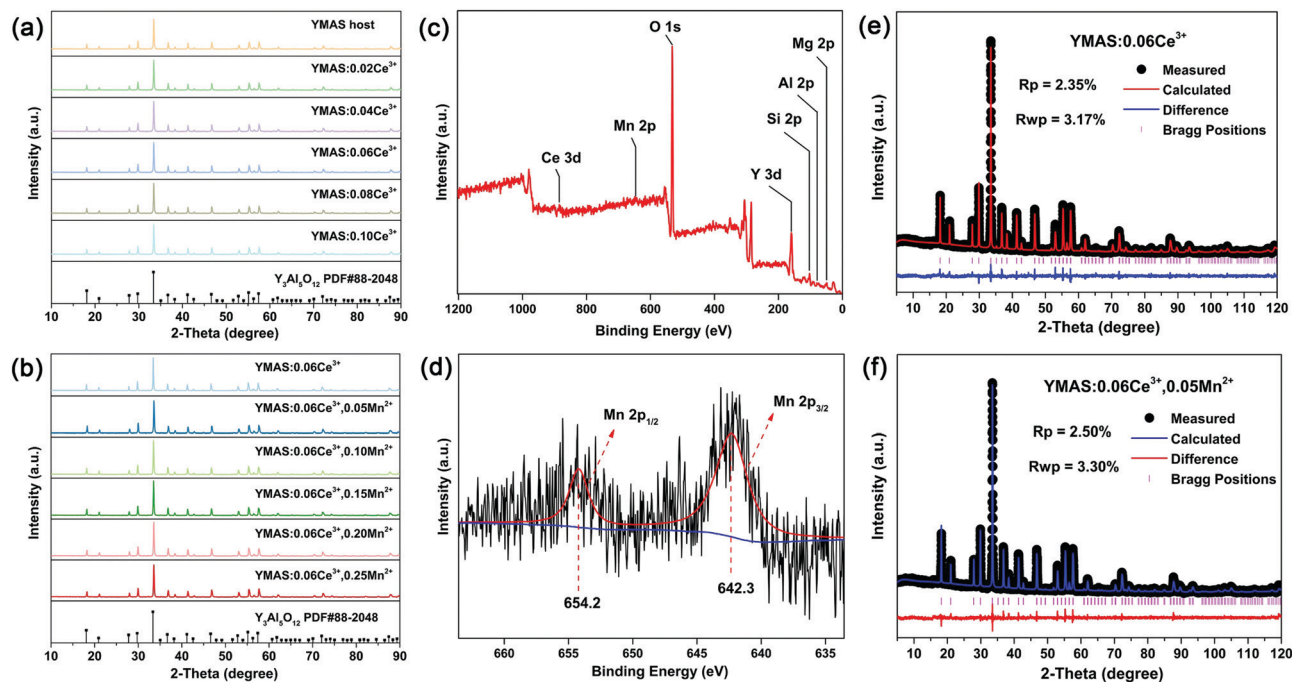 (a)
YMAS host
YMAS:0.02Ce³⁺
YMAS:0.04Ce³⁺
YMAS:0.06Ce³⁺
YMAS:0.08Ce³⁺
YMAS:0.10Ce³⁺
Y₃Al₅O₁₂ PDF#88-2048
Intensity (a.u.)
10 20 30 40 50 60 70 80 90
2-Theta (degree)
(b)
YMAS:0.06Ce³⁺
YMAS:0.06Ce³⁺,0.05Mn²⁺
YMAS:0.06Ce³⁺,0.10Mn²⁺
YMAS:0.06Ce³⁺,0.15Mn²⁺
YMAS:0.06Ce³⁺,0.20Mn²⁺
YMAS:0.06Ce³⁺,0.25Mn²⁺
Y₃Al₅O₁₂ PDF#88-2048
Intensity (a.u.)
10 20 30 40 50 60 70 80 90
2-Theta (degree)
(c)
O 1s
Mg 2p
Al 2p
Si 2p
Mn 2p
Ce 3d
Y 3d
Intensity (a.u.)
1200 1000 800 600 400 200 0
Binding Energy (eV)
(d)
Mn 2p₁/₂
Mn 2p₃/₂
654.2
642.3
Intensity (a.u.)
660 655 650 645 640 635
Binding Energy (eV)
(e)
YMAS:0.06Ce³⁺
Rp = 2.35%
Rwp = 3.17%
Measured
Calculated
Difference
Bragg Positions
Intensity (a.u.)
10 20 30 40 50 60 70 80 90 100 110 120
2-Theta (degree)
(f)
YMAS:0.06Ce³⁺,0.05Mn²⁺
Rp = 2.50%
Rwp = 3.30%
Measured
Calculated
Difference
Bragg Positions
Intensity (a.u.)
10 20 30 40 50 60 70 80 90 100 110 120
2-Theta (degree)